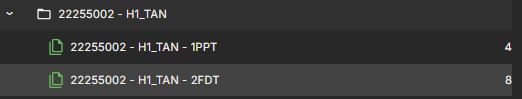 22255002 - H1_TAN
22255002 - H1_TAN - 1PPT 4
22255002 - H1_TAN - 2FDT 8